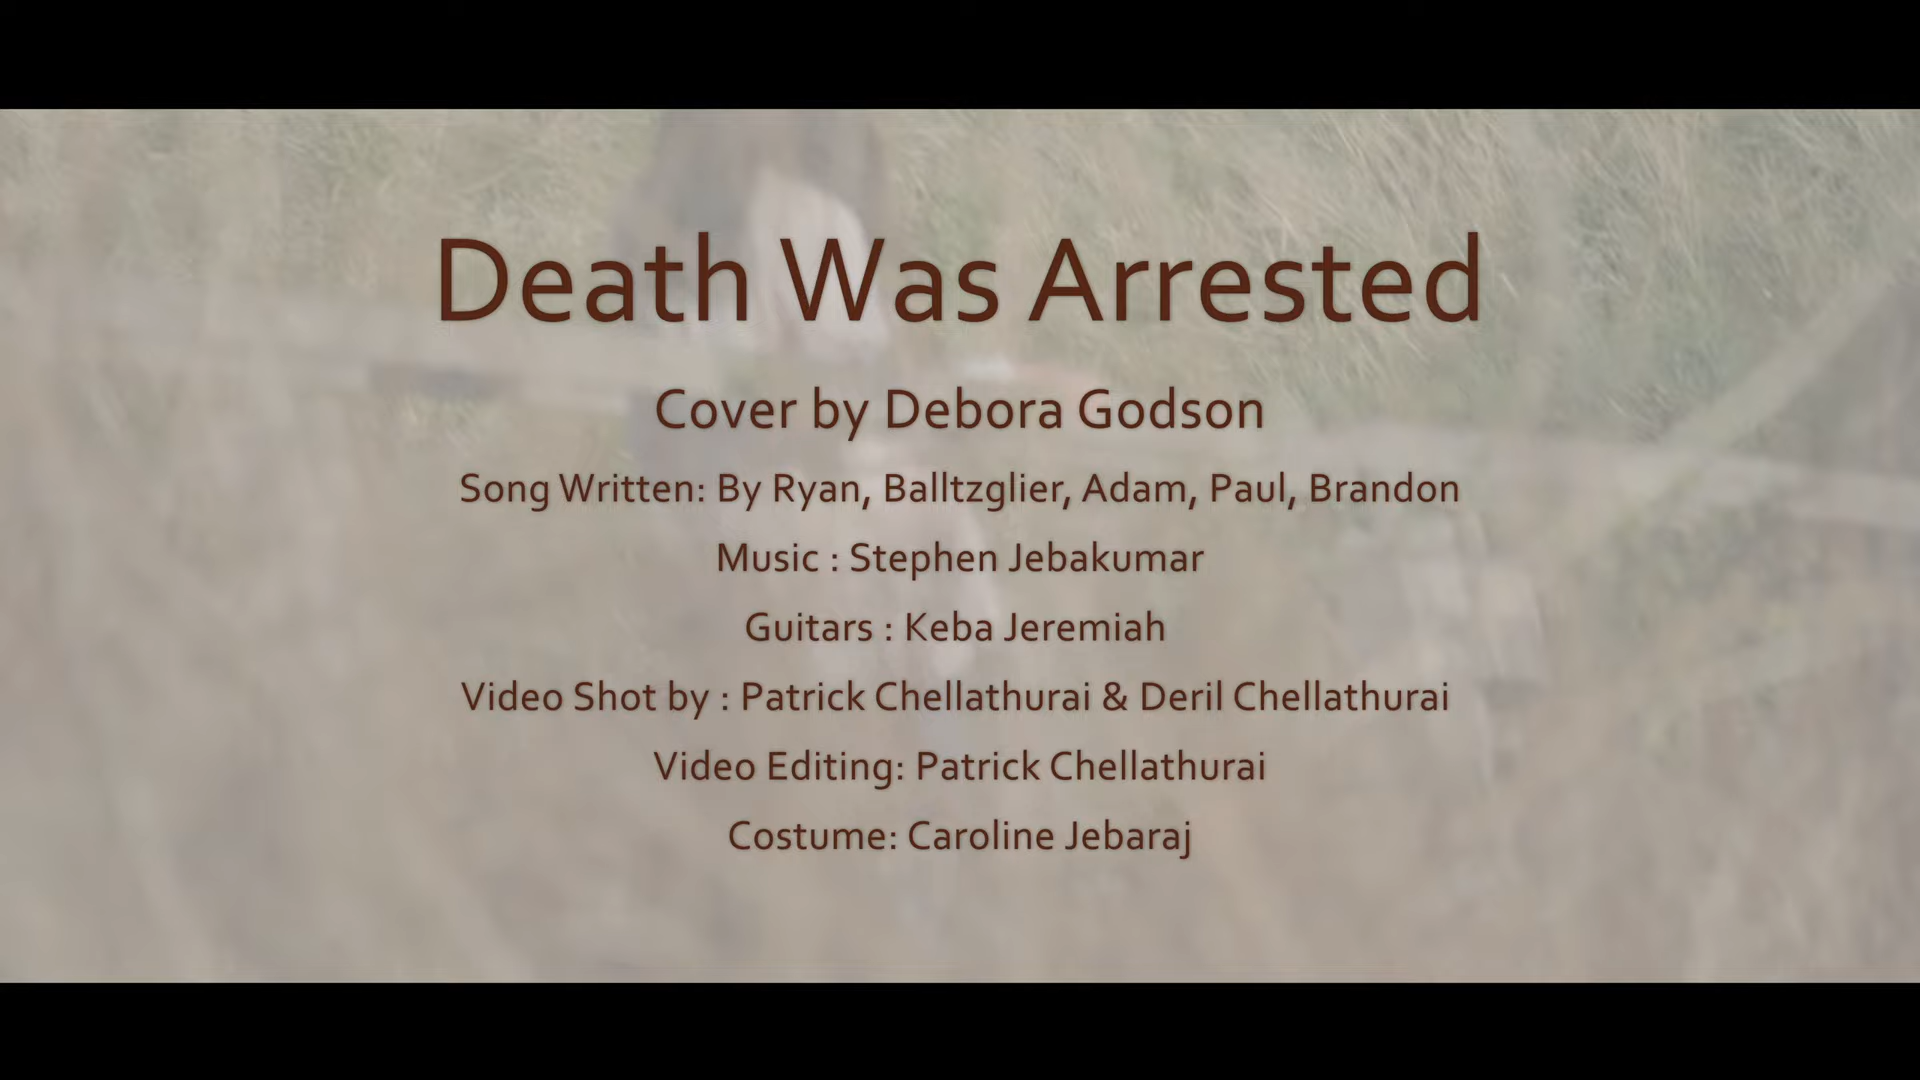 Death Was Arrested
Cover by Debora Godson
Song Written: By Ryan, Balltzglier, Adam, Paul, Brandon
Music : Stephen Jebakumar
Guitars : Keba Jeremiah
Video Shot by : Patrick Chellathurai & Deril Chellathurai
Video Editing: Patrick Chellathurai
Costume: Caroline Jebaraj